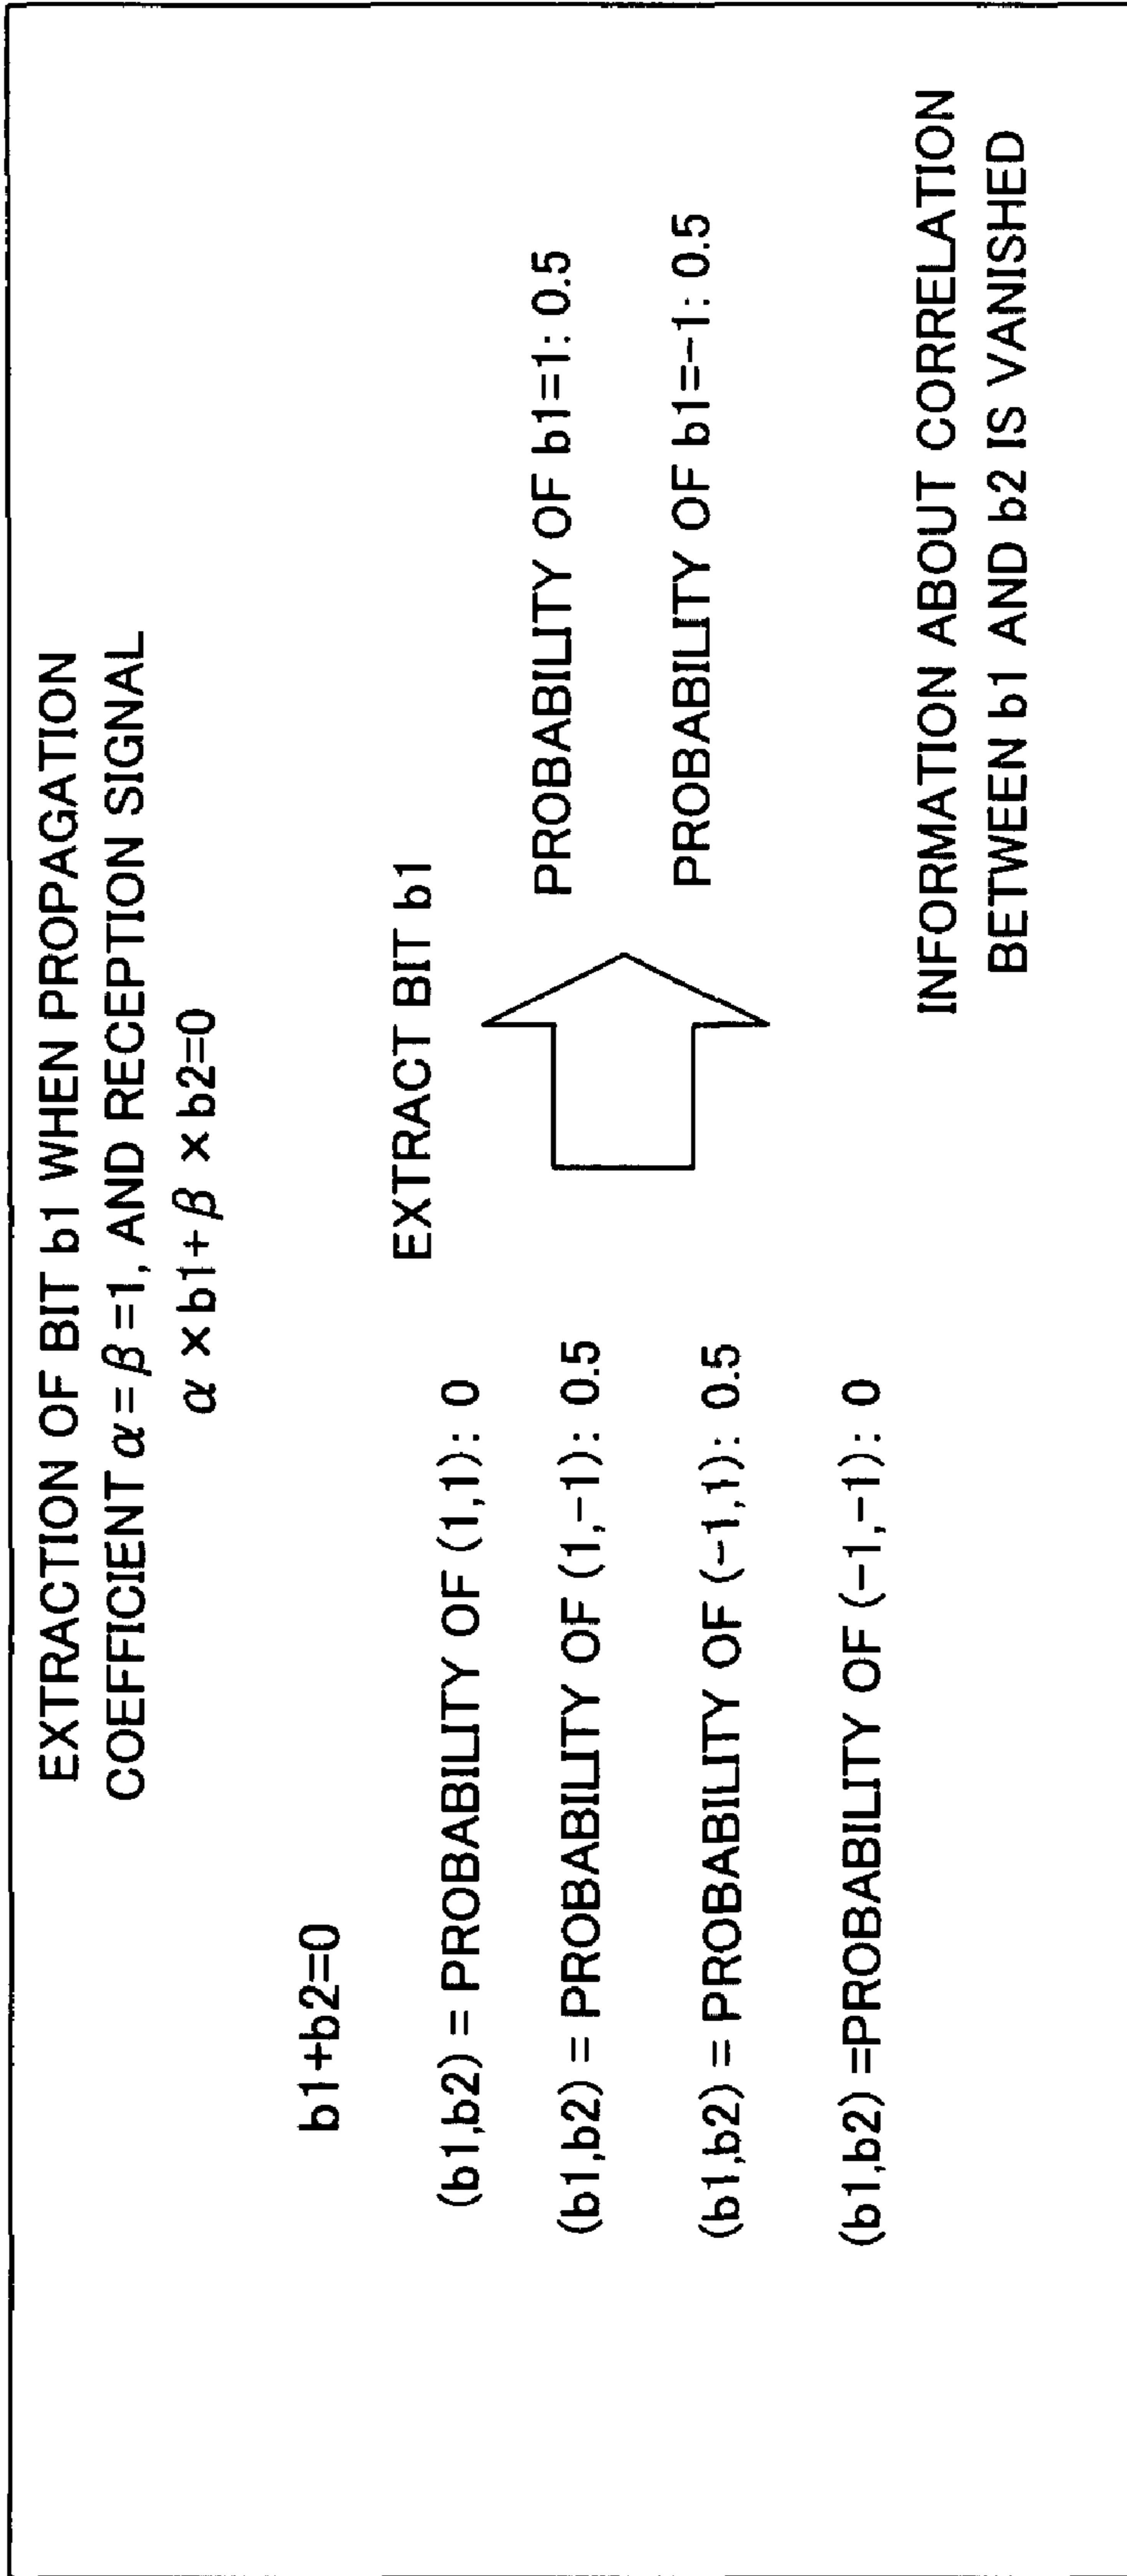 EXTRACTION OF BIT b1 WHEN PROPAGATION
COEFFICIENT α=β=1, AND RECEPTION SIGNAL
α×b1+β×b2=0
b1+b2=0
(b1,b2) = PROBABILITY OF (1,1): 0
(b1,b2) = PROBABILITY OF (1,−1): 0.5
(b1,b2) = PROBABILITY OF (−1,1): 0.5
(b1,b2) =PROBABILITY OF (−1,−1): 0
EXTRACT BIT b1
PROBABILITY OF b1=1: 0.5
PROBABILITY OF b1=−1: 0.5
INFORMATION ABOUT CORRELATION
BETWEEN b1 AND b2 IS VANISHED